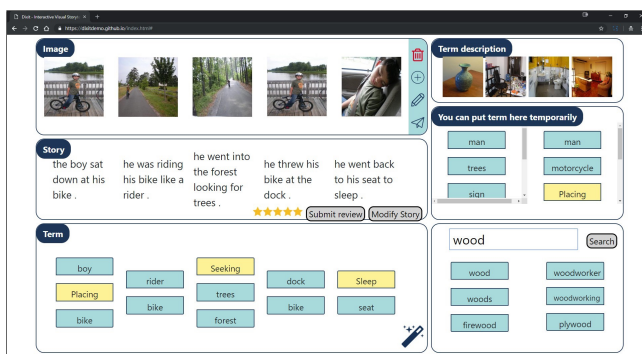 Diist - Interactive Visual Story
https://diistdemo.github.io/index.html#
Image
Story
the boy sat
down at his
bike .
he was riding
his bike like a
rider .
he went into
the forest
looking for
trees .
he threw his
bike at the
dock .
he went back
to his seat to
sleep .
Submit review
Modify Story
Term
boy
Placing
bike
rider
bike
Seeking
trees
forest
dock
bike
Sleep
seat
Term description
You can put term here temporarily
man
man
trees
motorcycle
sign
Placing
wood
Search
wood
woodworker
woods
woodworking
firewood
plywood